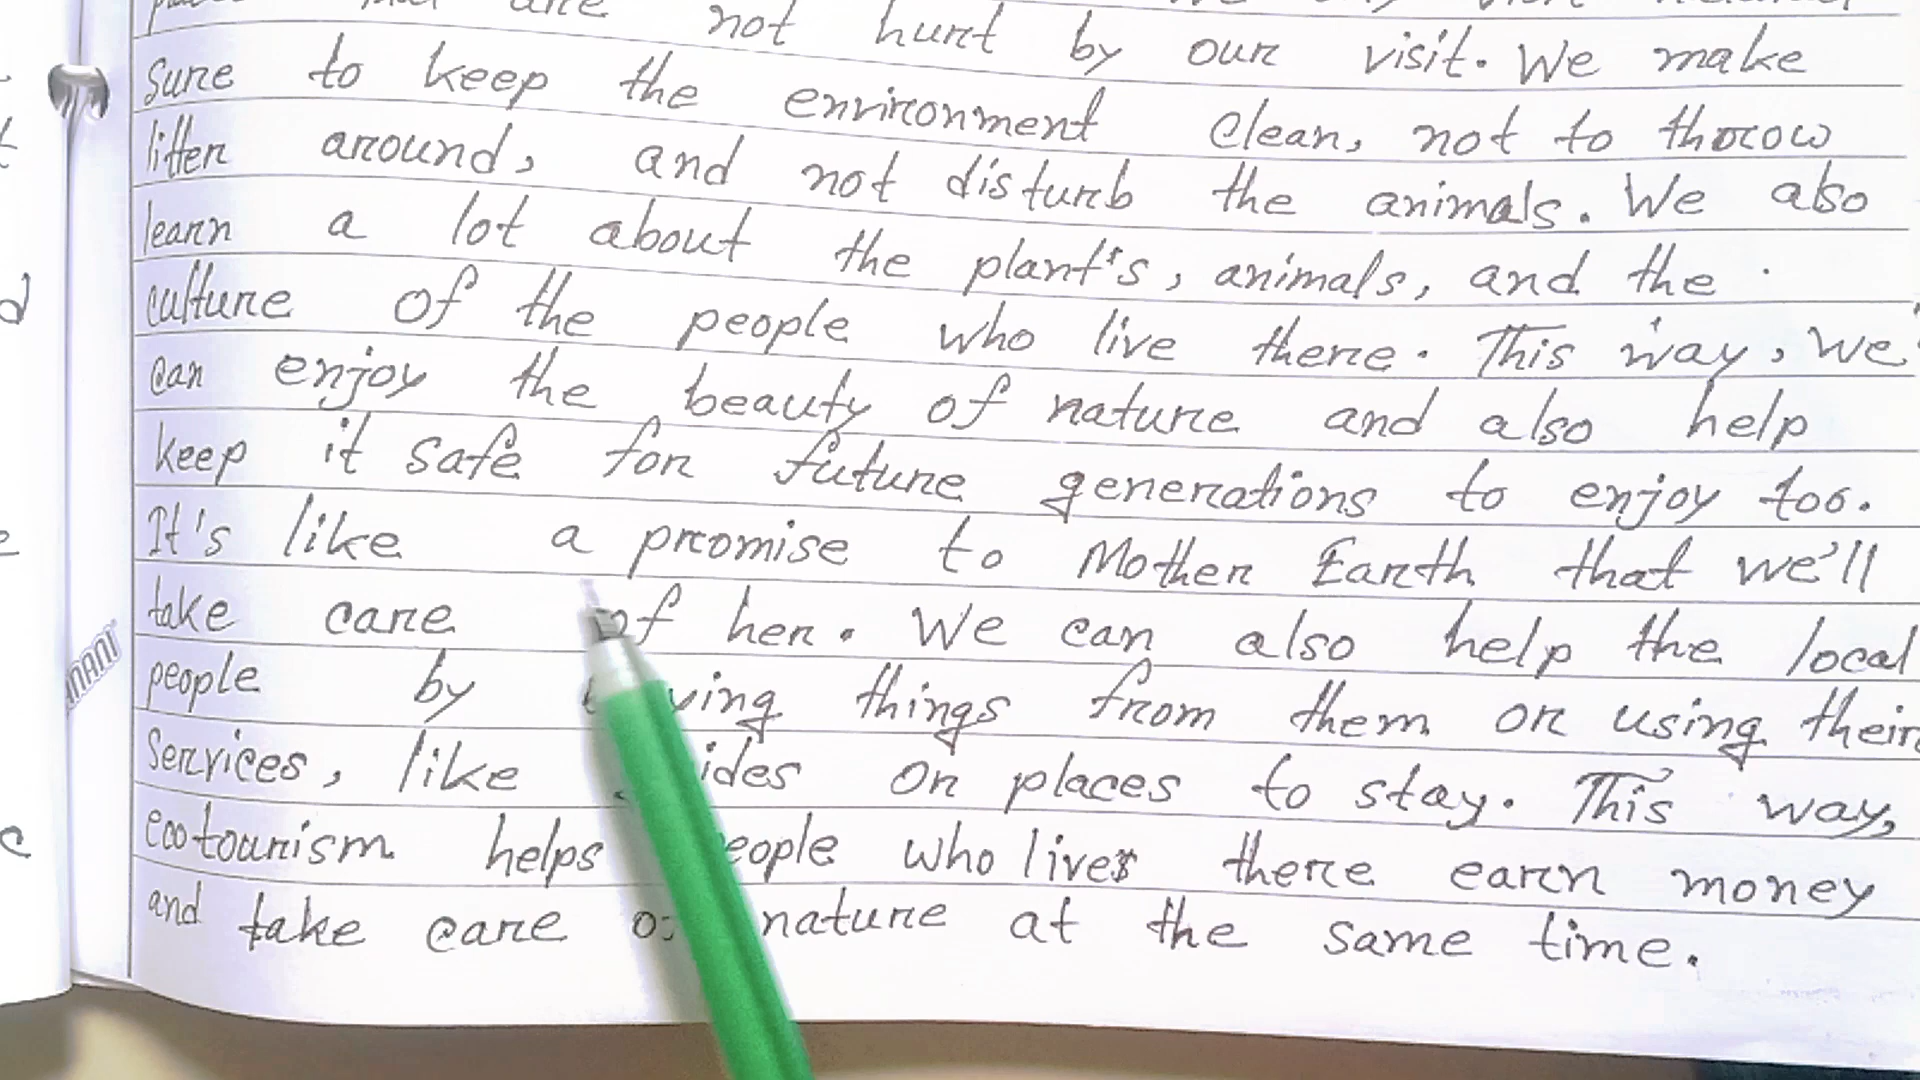 not hurt by our visit. We make
sure to keep the environment clean, not to thorow
litter around, and not disturb the animals. We also
learn a lot about the plant's, animals, and the
culture of the people who live there. This way, we
can enjoy the beauty of nature and also help
keep it safe for future generations to enjoy too.
It's like a promise to Mother Earth that we'll
take care of her. We can also help the local
people by things from them or using their
services, like or places to stay. This way,
ecotourism helps who lives there earn money
and take care nature at the same time.